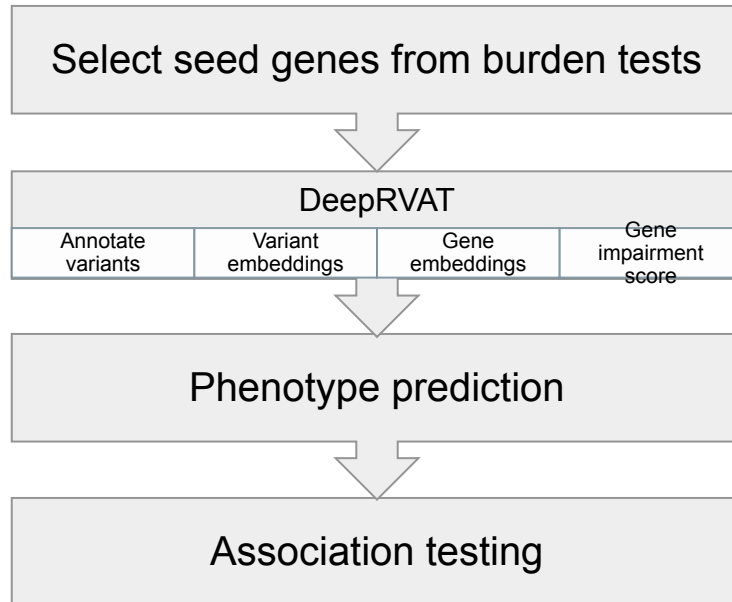 Select seed genes from burden tests
DeepRVAT
Annotate
variants
Variant
embeddings
Gene
embeddings
Gene
impairment
score
Phenotype prediction
Association testing